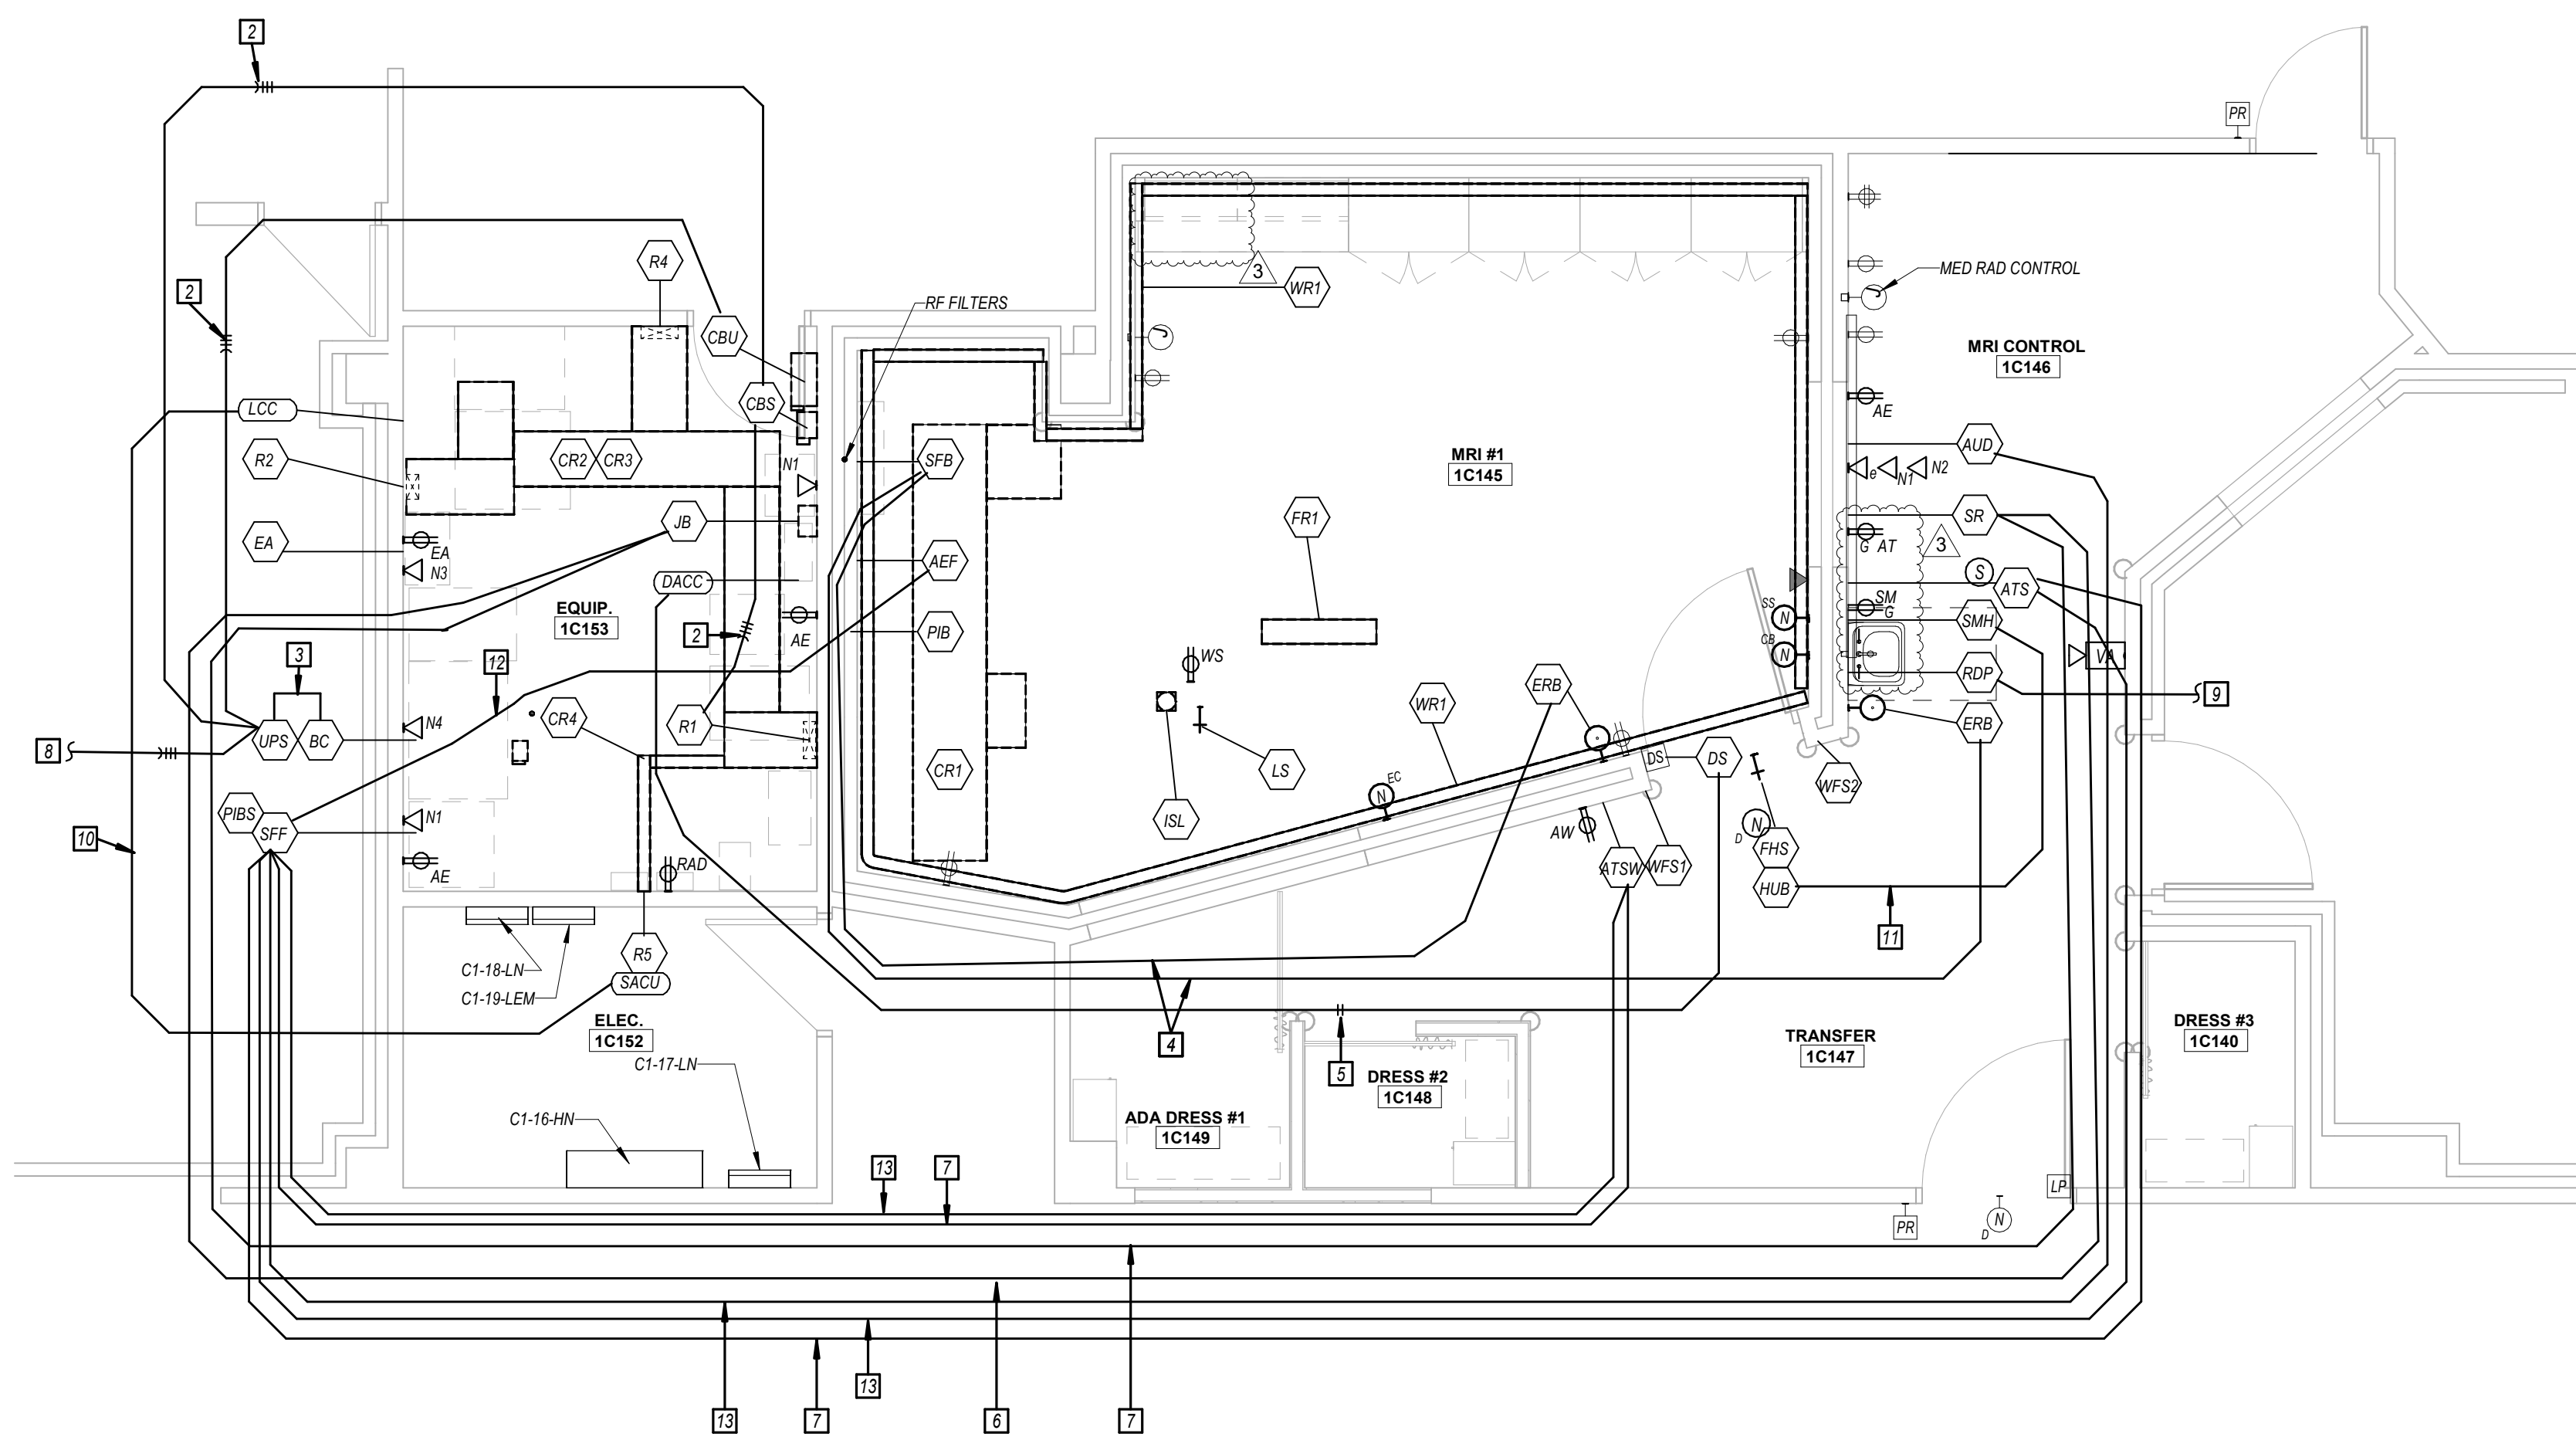 2
PR
2
R4
RF FILTERS
3
WR1
MED RAD CONTROL
CBU
MRI CONTROL
1C146
LCC
CBS
AE
R2
CR2
CR3
N1
SFB
MRI #1
1C145
AUD
e
N1
N2
EA
EA
N3
JB
FR1
SR
G
AT
3
DACC
AEF
S
ATS
EQUIP.
1C153
SS
N
SM
G
2
AE
PIB
CB
N
SMH
3
12
WS
VA
ERB
WR1
RDP
9
8
UPS
BC
N4
CR4
R1
ERB
CR1
LS
EC
N
DS
DS
WFS2
PIBS
SFF
N1
ISL
AW
N
D
10
AE
RAD
ATSW
WFS1
FHS
HUB
11
C1-18-LN
R5
SACU
C1-19-LEM
ELEC.
1C152
4
5
TRANSFER
1C147
DRESS #3
1C140
C1-17-LN
DRESS #2
1C148
C1-16-HN
ADA DRESS #1
1C149
13
7
LP
PR
N
D
13
13
7
6
7